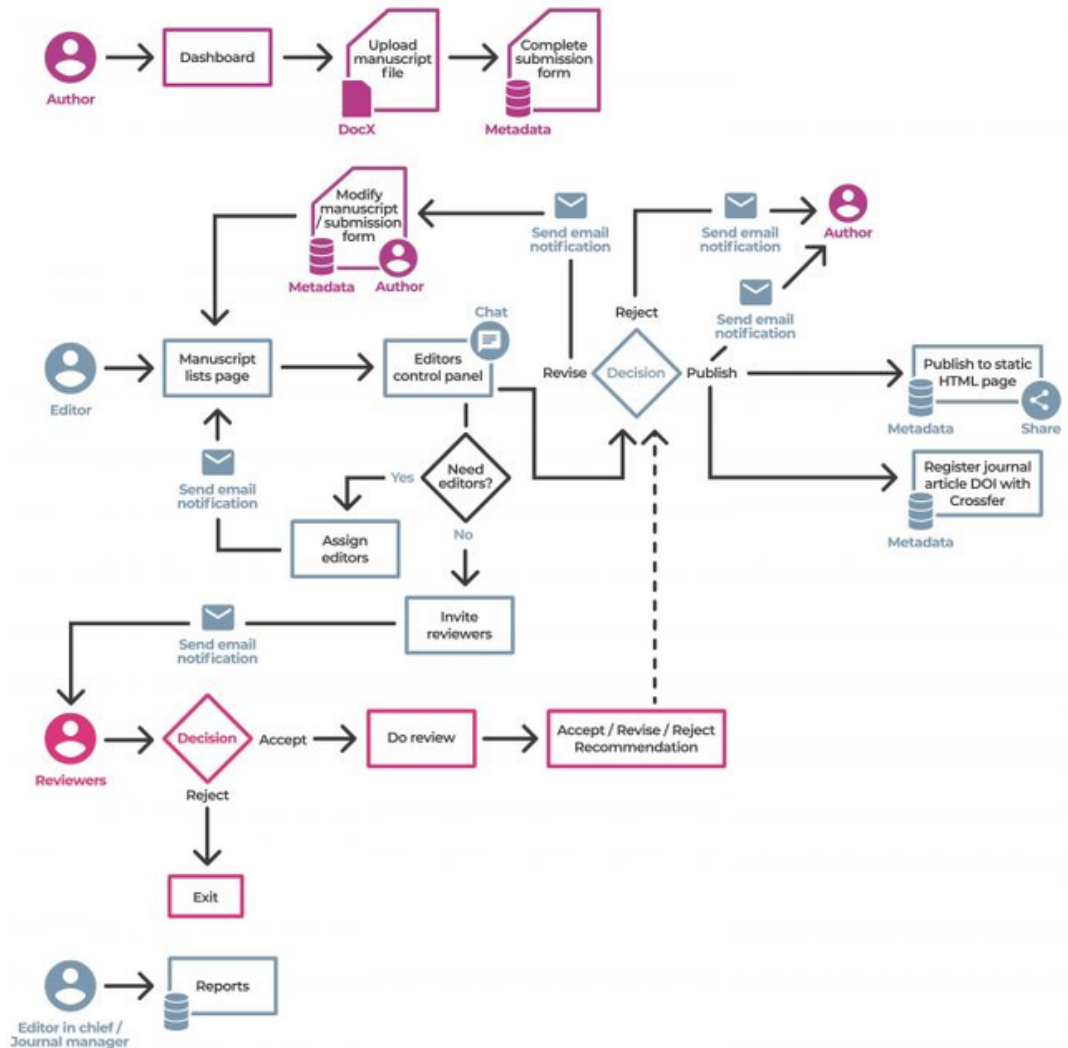 Author
Dashboard
Upload
manuscript
file
DocX
Complete
submission
form
Metadata
Modify
manuscript
/ submission
form
Metadata
Author
Send email
notification
Send email
notification
Author
Send email
notification
Reject
Revise
Decision
Publish
Editor
Manuscript
lists page
Editors
control panel
Chat
Publish to static
HTML page
Metadata
Share
Register journal
article DOI with
Crossfer
Metadata
Send email
notification
Yes
Need
editors?
No
Assign
editors
Invite
reviewers
Send email
notification
Reviewers
Decision
Accept
Do review
Accept / Revise / Reject
Recommendation
Reject
Exit
Editor in chief /
Journal manager
Reports